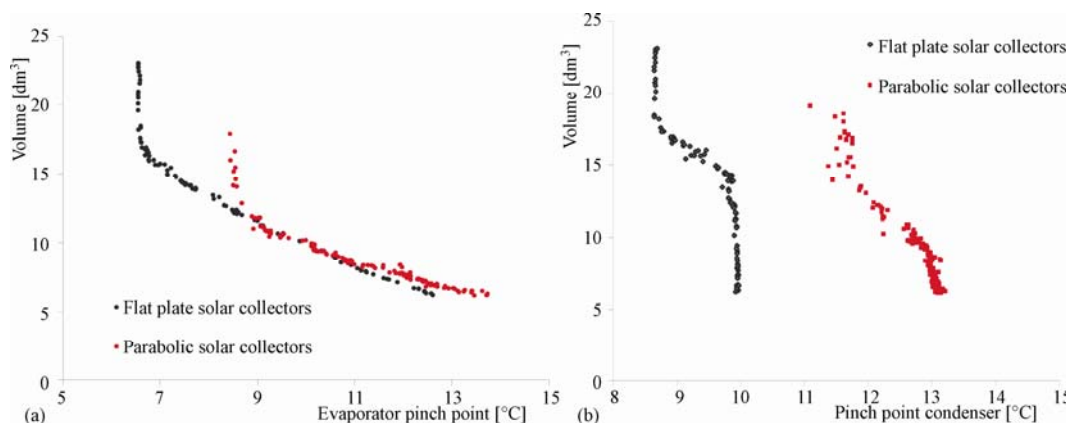 25
20
15
10
5
0
Volume [dm³]
Flat plate solar collectors
Parabolic solar collectors
5 7 9 11 13 15
(a) Evaporator pinch point [°C]
25
20
15
10
5
0
Volume [dm³]
Flat plate solar collectors
Parabolic solar collectors
8 9 10 11 12 13 14 15
(b) Pinch point condenser [°C]